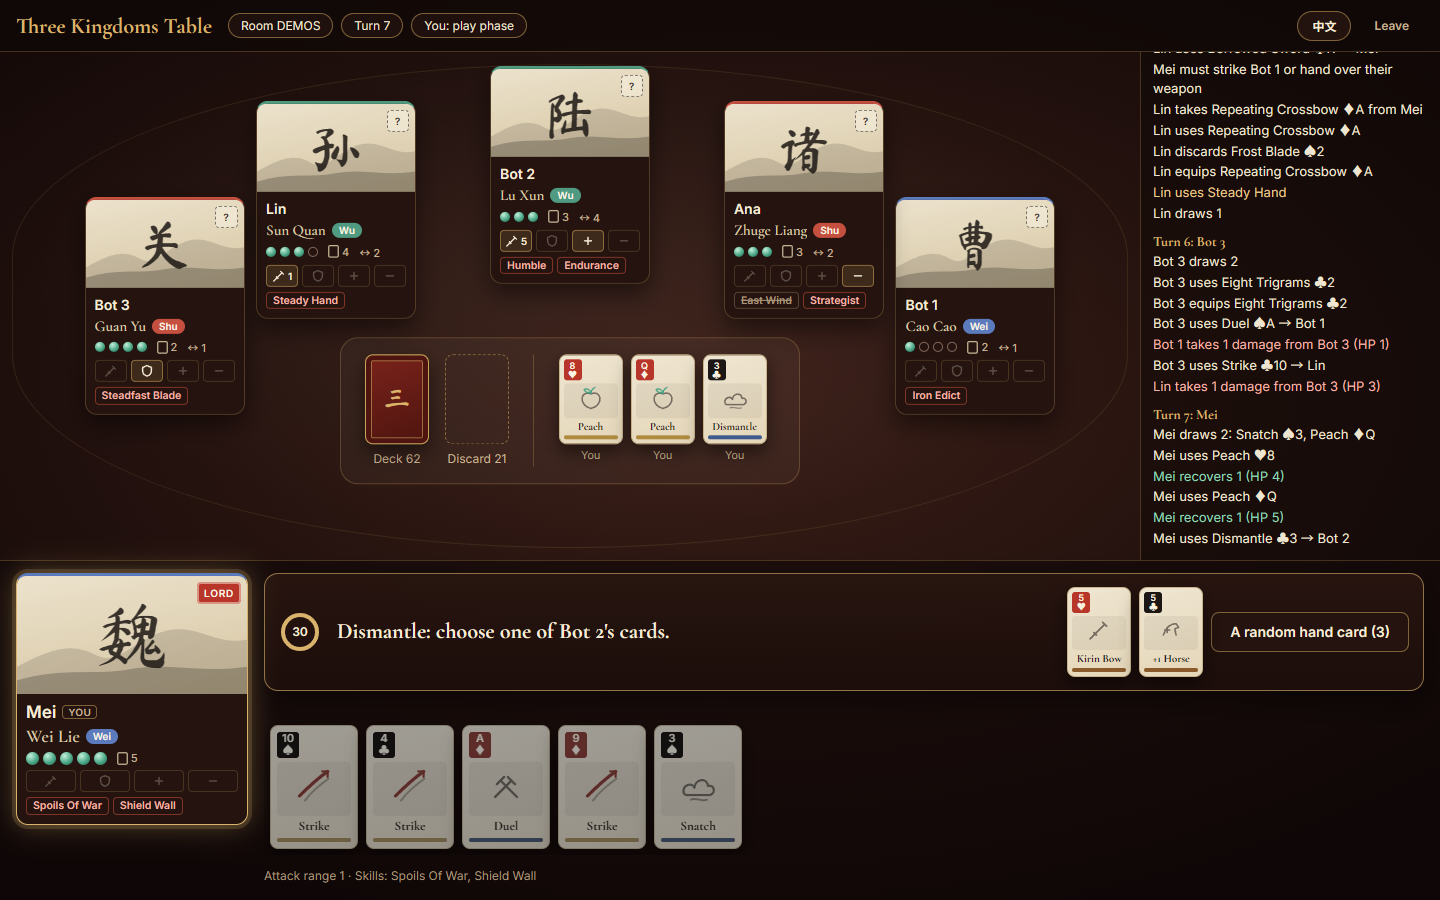 Three Kingdoms Table
Room DEMOS
Turn 7
You: play phase
中文
Leave
关
?
Bot 3
Guan Yu Shu
2 ↔ 1
Steadfast Blade
孙
?
Lin
Sun Quan Wu
4 ↔ 2
1 + −
Steady Hand
陆
?
Bot 2
Lu Xun Wu
3 ↔ 4
5 + −
Humble Endurance
诸
?
Ana
Zhuge Liang Shu
3 ↔ 2
+ −
East Wind Strategist
曹
?
Bot 1
Cao Cao Wei
2 ↔ 1
+ −
Iron Edict
三
Deck 62
Discard 21
8♥ Peach
You
Q♦ Peach
You
3♣ Dismantle
You
Mei must strike Bot 1 or hand over their
weapon
Lin takes Repeating Crossbow ♦A from Mei
Lin uses Repeating Crossbow ♦A
Lin discards Frost Blade ♠2
Lin equips Repeating Crossbow ♦A
Lin uses Steady Hand
Lin draws 1
Turn 6: Bot 3
Bot 3 draws 2
Bot 3 uses Eight Trigrams ♣2
Bot 3 equips Eight Trigrams ♣2
Bot 3 uses Duel ♠A → Bot 1
Bot 1 takes 1 damage from Bot 3 (HP 1)
Bot 3 uses Strike ♣10 → Lin
Lin takes 1 damage from Bot 3 (HP 3)
Turn 7: Mei
Mei draws 2: Snatch ♠3, Peach ♦Q
Mei uses Peach ♥8
Mei recovers 1 (HP 4)
Mei uses Peach ♦Q
Mei recovers 1 (HP 5)
Mei uses Dismantle ♣3 → Bot 2
魏
LORD
Mei YOU
Wei Lie Wei
5
+ −
Spoils Of War Shield Wall
30
Dismantle: choose one of Bot 2's cards.
5♥ Kirin Bow
5♣ +1 Horse
A random hand card (3)
10♠ Strike
4♣ Strike
A♦ Duel
9♦ Strike
3♠ Snatch
Attack range 1 · Skills: Spoils Of War, Shield Wall